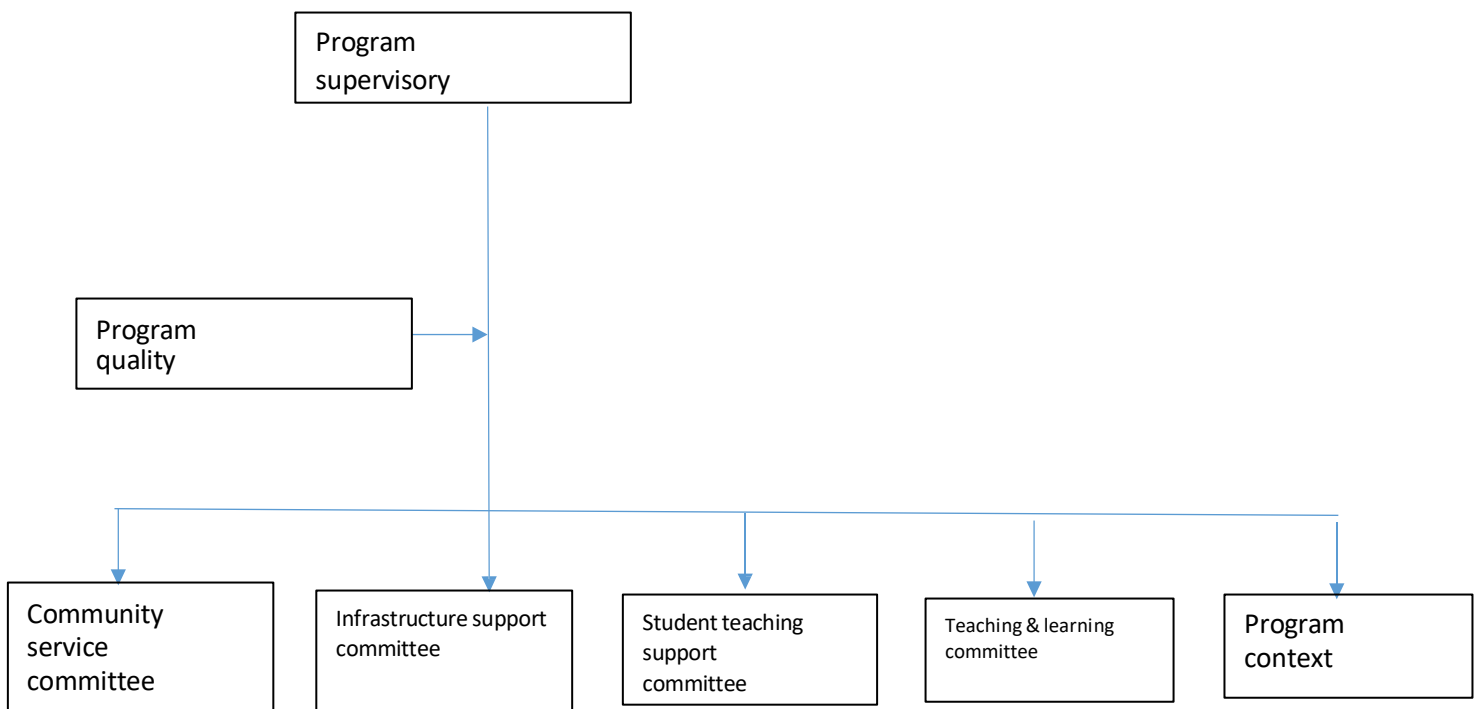 Program
supervisory
Program
quality
Community
service
committee
Infrastructure support
committee
Student teaching
support
committee
Teaching & learning
committee
Program
context